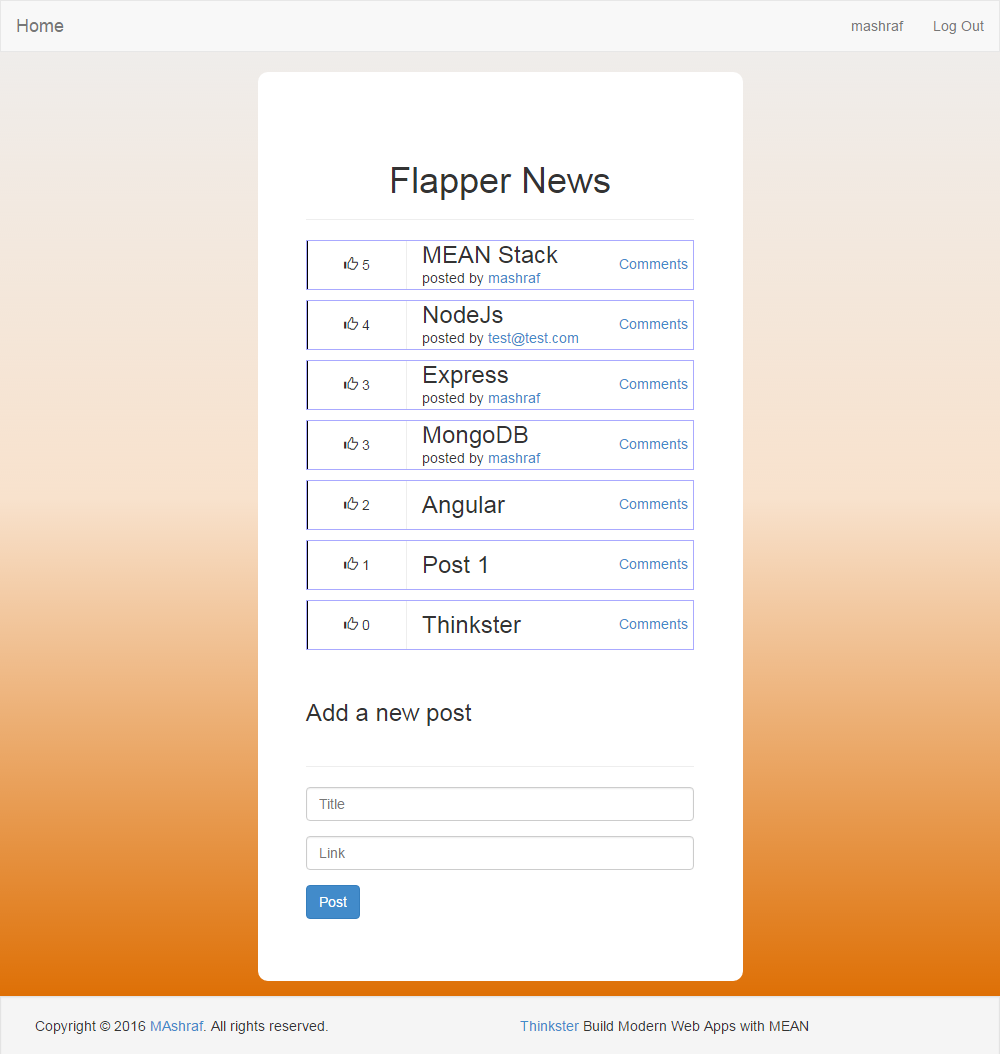 Home mashraf Log Out
Flapper News
5 MEAN Stack Comments
posted by mashraf
4 NodeJs Comments
posted by test@test.com
3 Express Comments
posted by mashraf
3 MongoDB Comments
posted by mashraf
2 Angular Comments
1 Post 1 Comments
0 Thinkster Comments
Add a new post
Title
Link
Post
Copyright © 2016 MAshraf. All rights reserved. Thinkster Build Modern Web Apps with MEAN